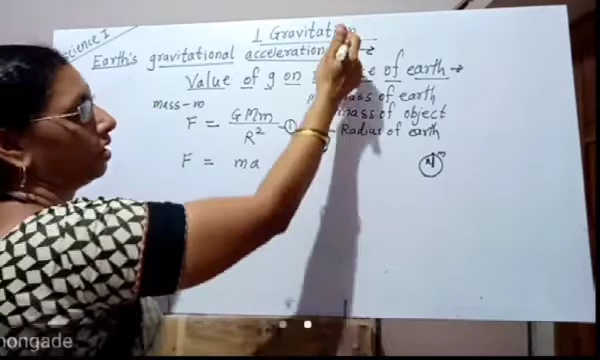 Science I
1 Gravitation
Earth's gravitational acceleration →
Value of g on of earth →
mass of earth
mass - m
F = GMm / R² - ① mass of object
Radius of earth
F = ma
M m
hongade